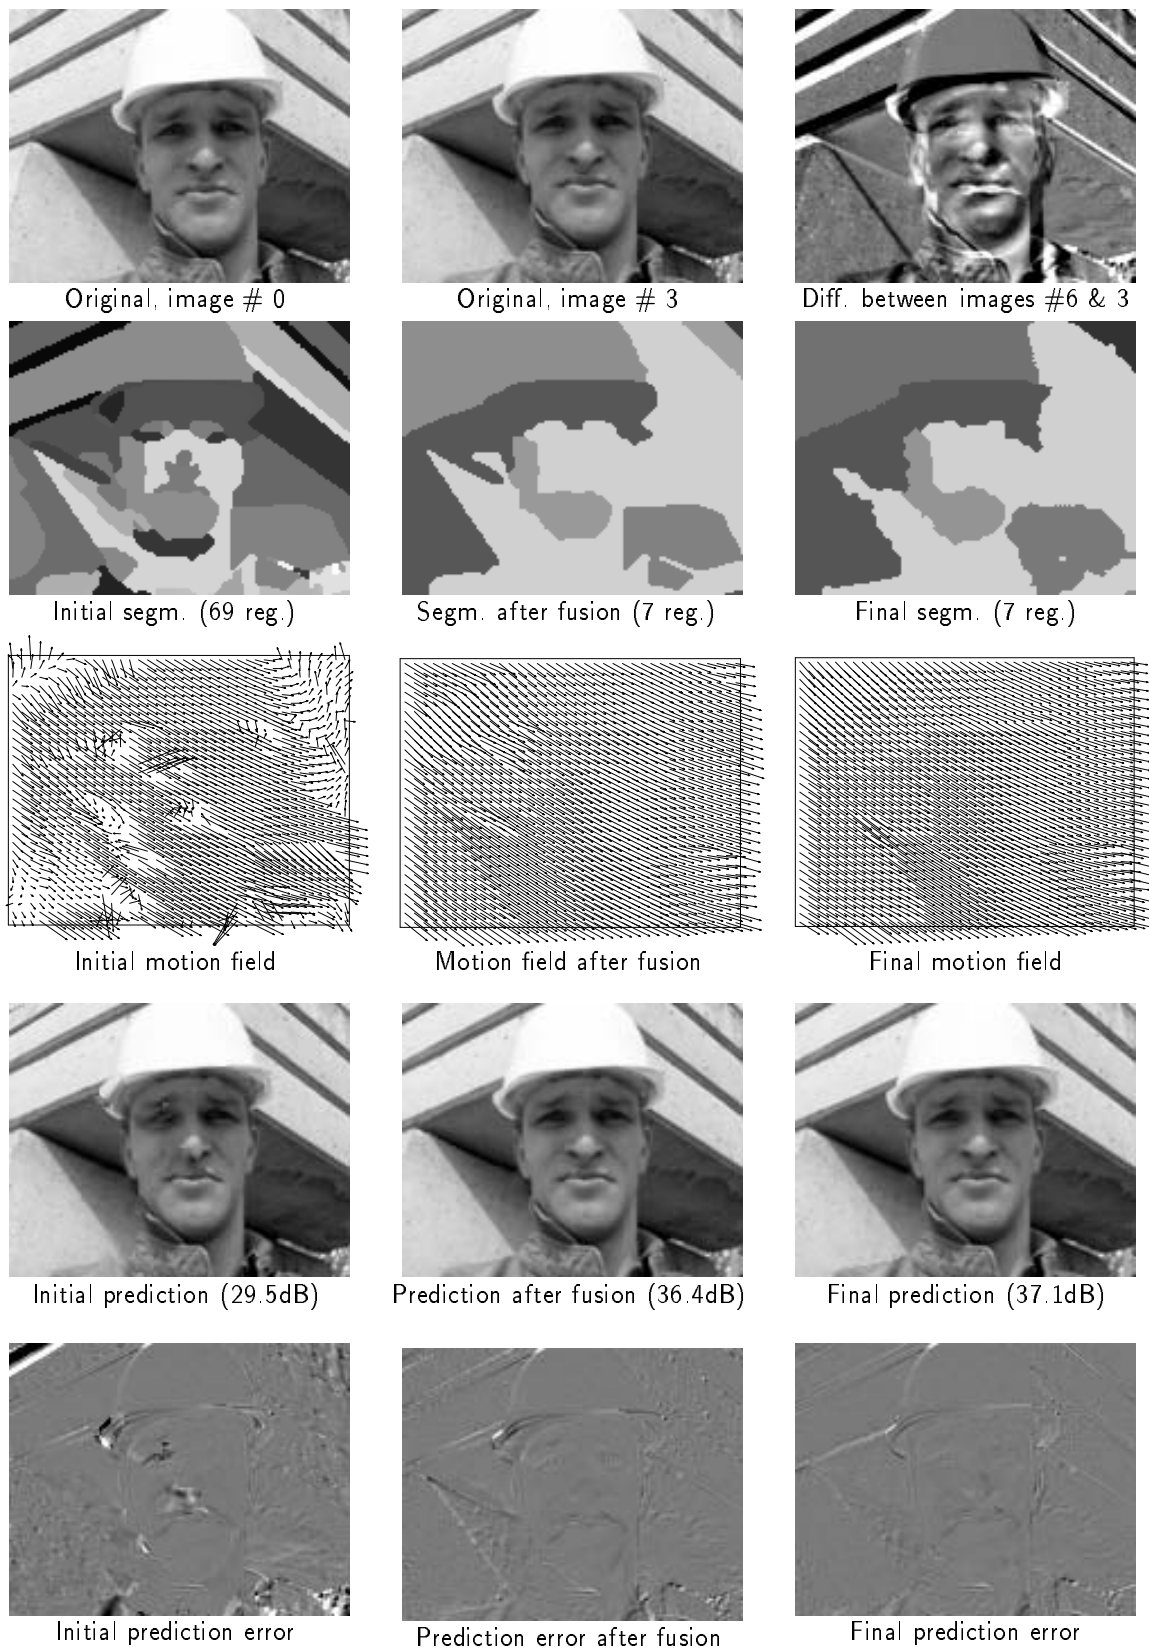 Original, image # 0
Original, image # 3
Diff. between images #6 & 3
Initial segm. (69 reg.)
Segm. after fusion (7 reg.)
Final segm. (7 reg.)
Initial motion field
Motion field after fusion
Final motion field
Initial prediction (29.5dB)
Prediction after fusion (36.4dB)
Final prediction (37.1dB)
Initial prediction error
Prediction error after fusion
Final prediction error